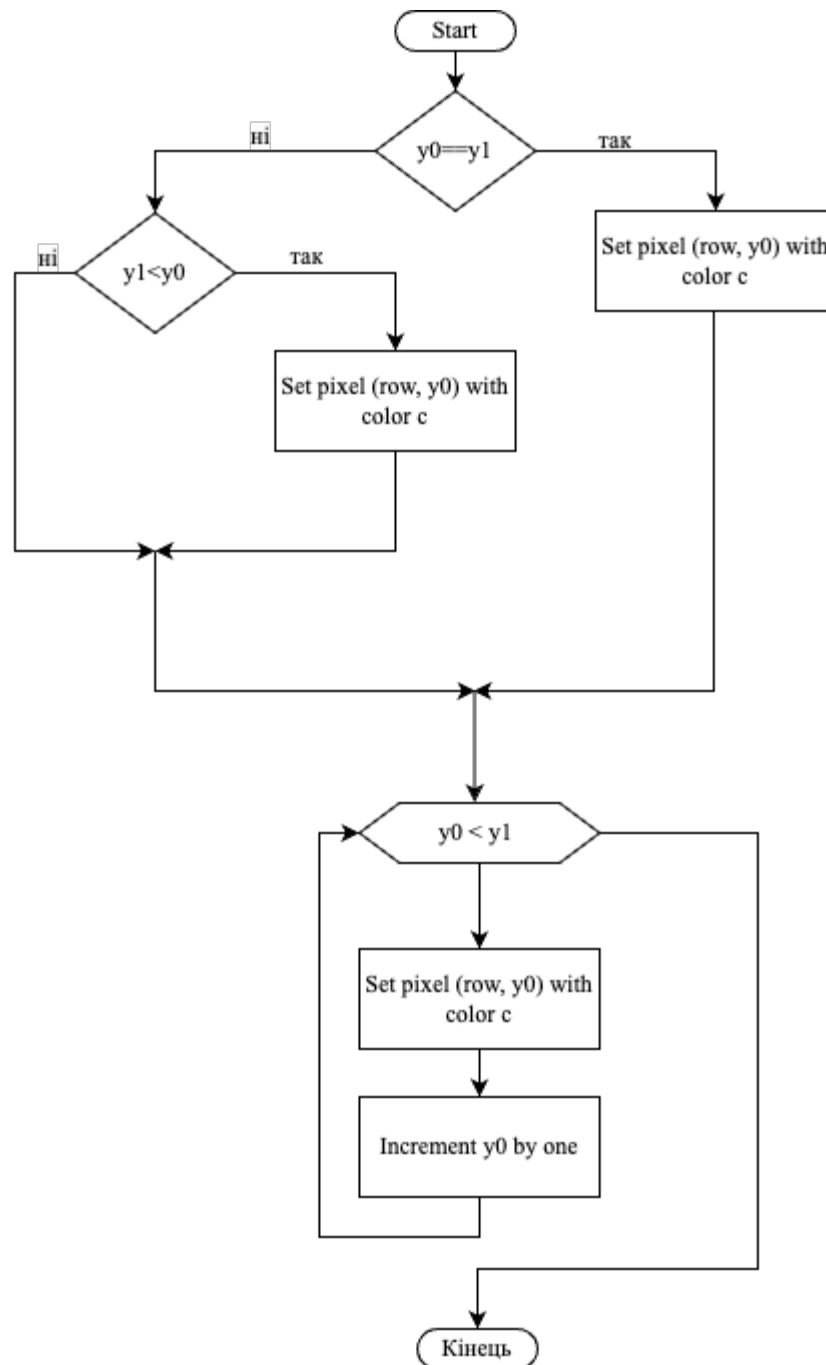 Start
y0==y1
ні
так
Set pixel (row, y0) with
color c
y1<y0
ні
так
Set pixel (row, y0) with
color c
y0 < y1
Set pixel (row, y0) with
color c
Increment y0 by one
Кінець